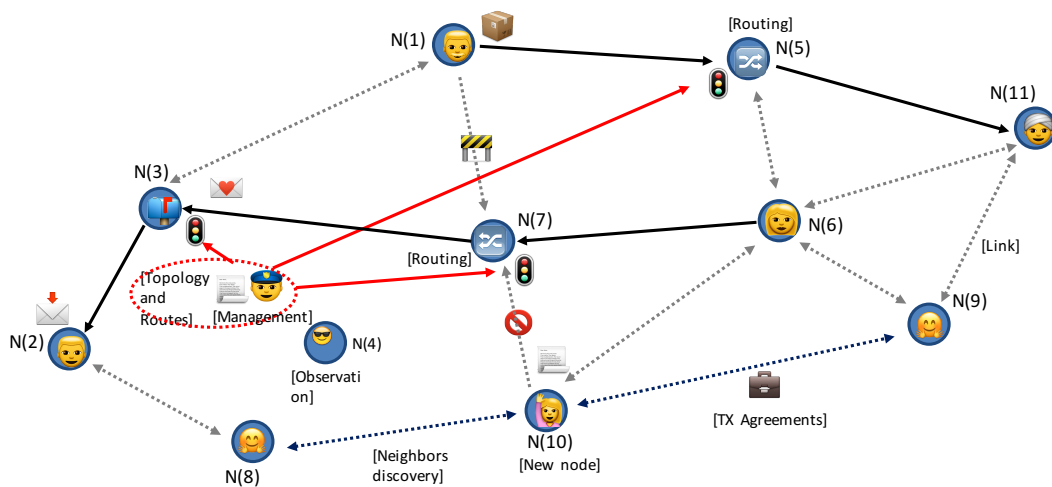 [Routing]
N(1)
N(5)
N(11)
N(3)
N(7)
N(6)
[Routing]
[Link]
[Topology
and
Routes]
[Management]
N(9)
N(2)
N(4)
[Observati
on]
[TX Agreements]
N(10)
[New node]
[Neighbors
discovery]
N(8)